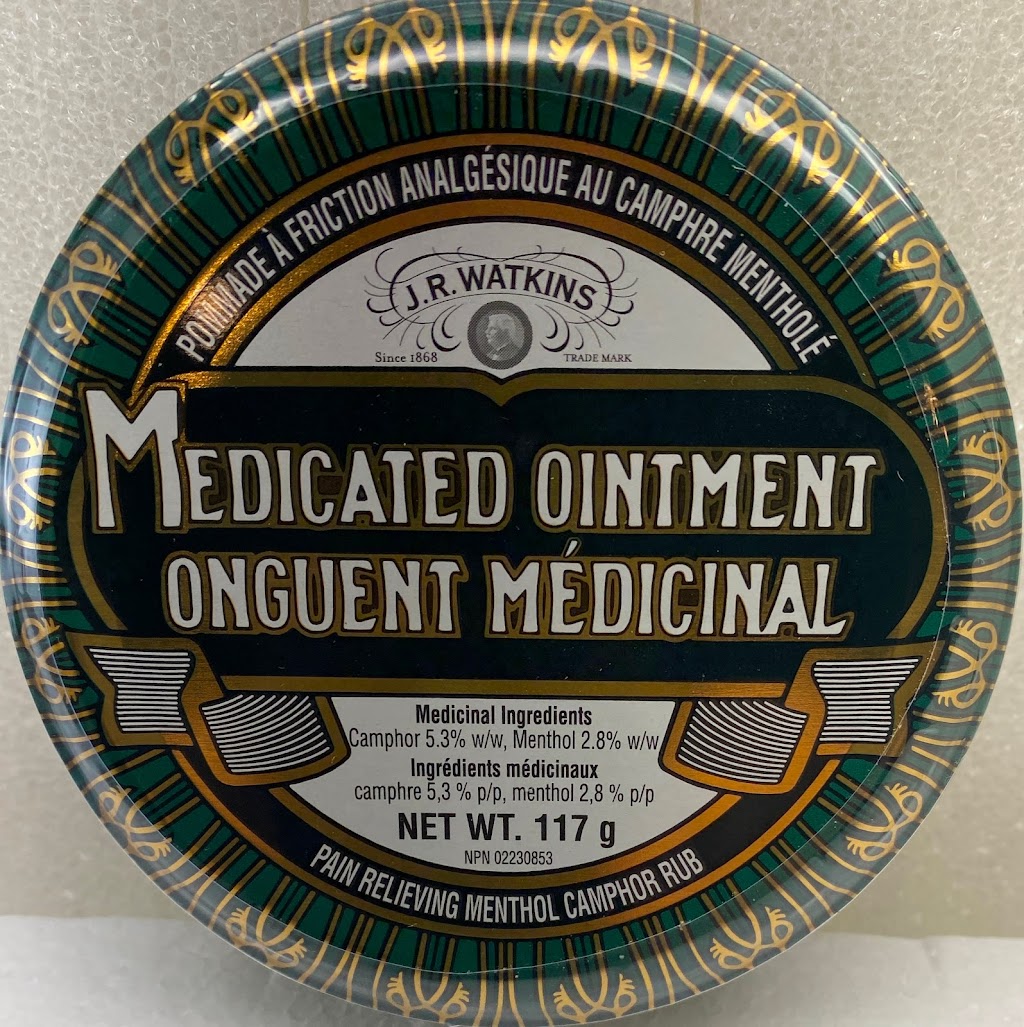 POMMADE À FRICTION ANALGÉSIQUE AU CAMPHRE MENTHOLÉ
J.R. WATKINS
Since 1868
TRADE MARK
MEDICATED OINTMENT
ONGUENT MÉDICINAL
Medicinal Ingredients
Camphor 5.3% w/w, Menthol 2.8% w/w
Ingrédients médicinaux
camphre 5,3 % p/p, menthol 2,8 % p/p
NET WT. 117 g
NPN 02230853
PAIN RELIEVING MENTHOL CAMPHOR RUB